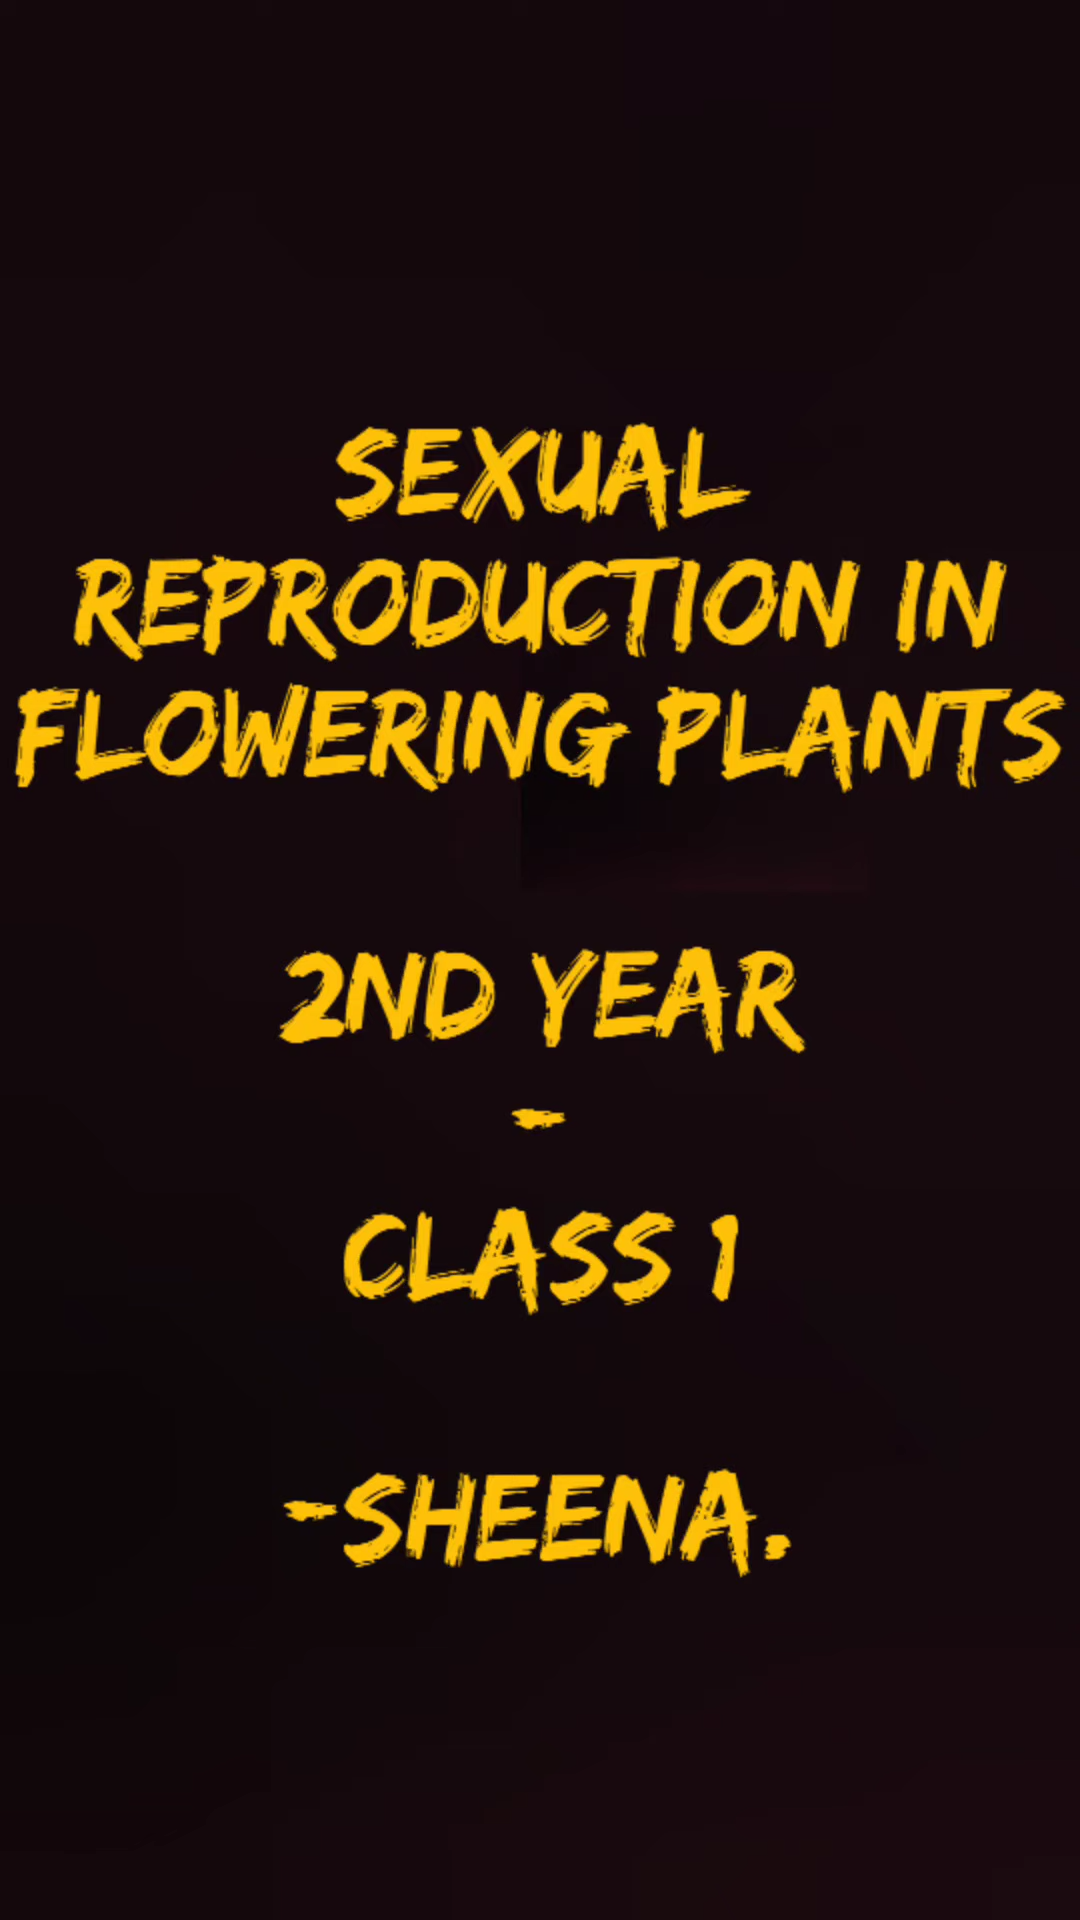 SEXUAL
REPRODUCTION IN
FLOWERING PLANTS
2ND YEAR
-
CLASS 1
-SHEENA.